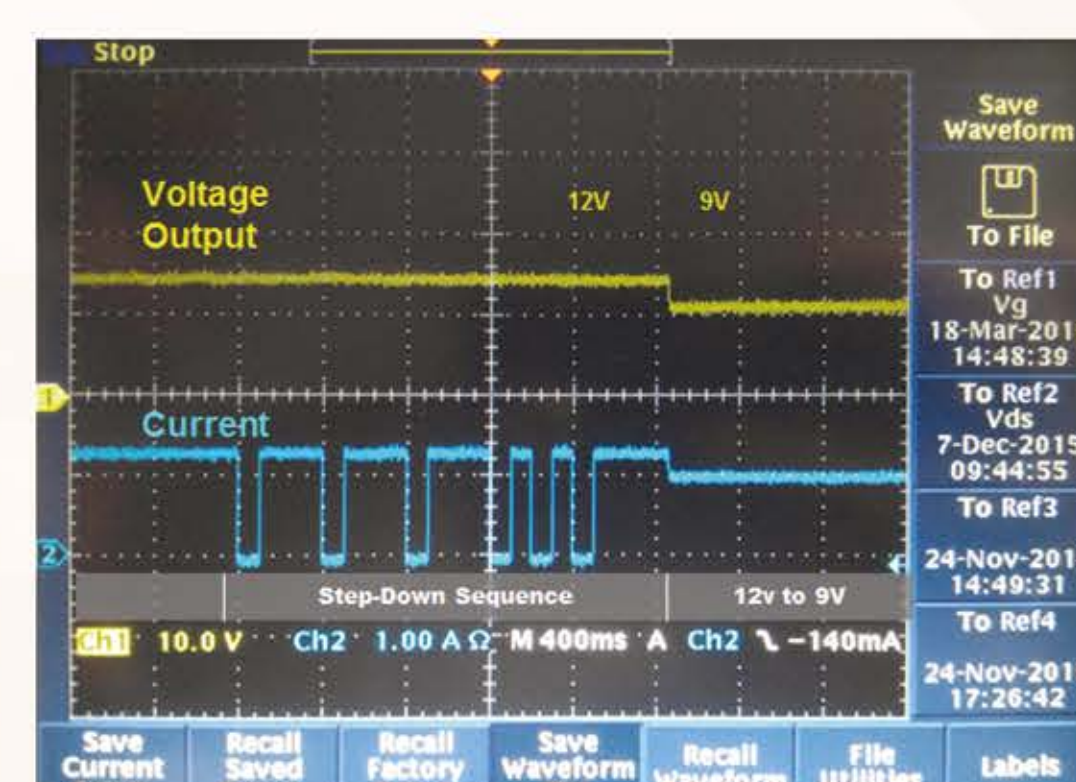 Stop
Voltage
Output
12V
9V
Current
1
2
Step-Down Sequence
12v to 9V
Ch1 10.0 V Ch2 1.00 A Ω M 400ms A Ch2 -140mA
Save
Waveform
To File
To Ref1
Vg
18-Mar-201
14:48:39
To Ref2
Vds
7-Dec-2015
09:44:55
To Ref3
24-Nov-201
14:49:31
To Ref4
24-Nov-201
17:26:42
Save
Current
Recall
Saved
Recall
Factory
Save
Waveform
Recall
Waveform
File
Utilities
Labels